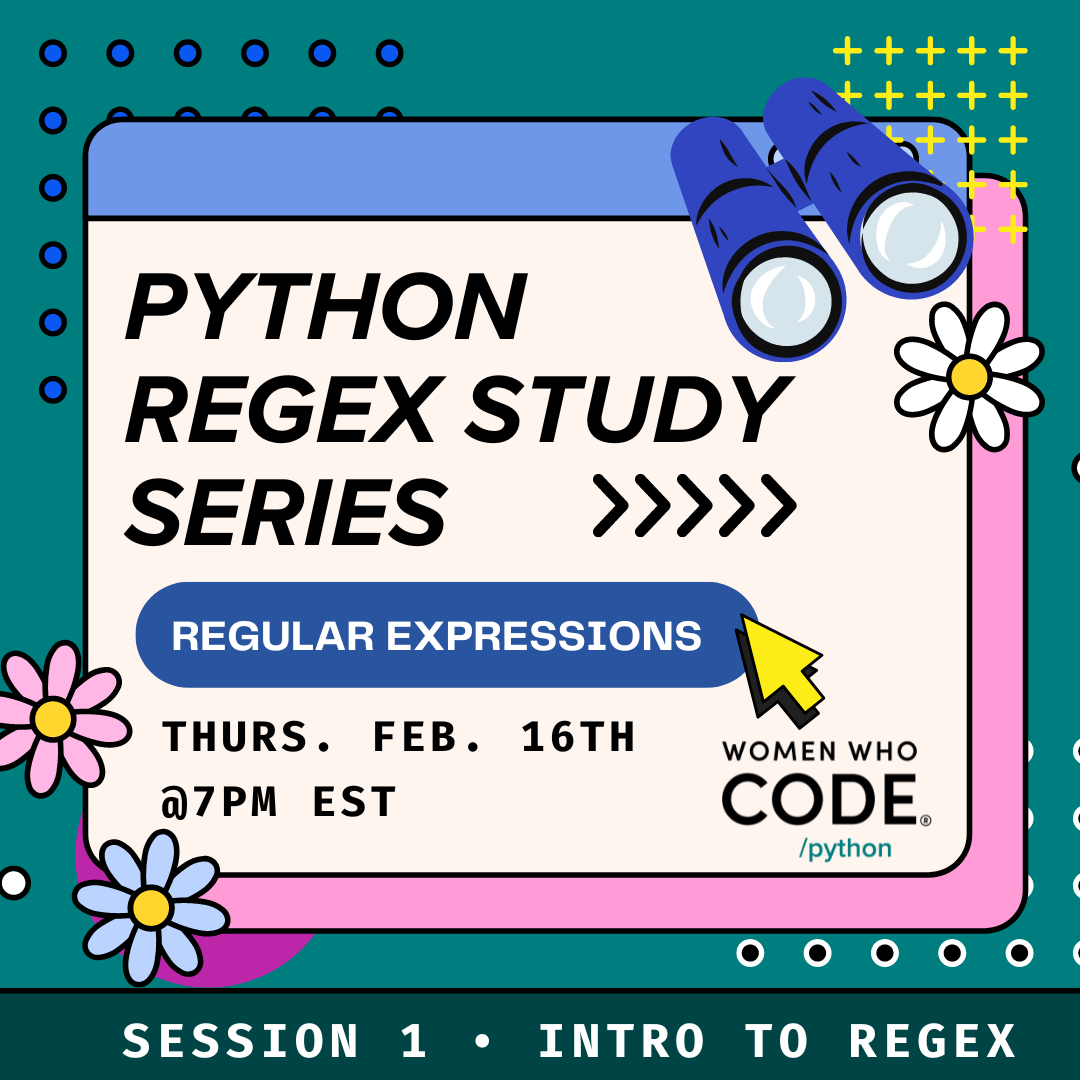 PYTHON
REGEX STUDY
SERIES
REGULAR EXPRESSIONS
THURS. FEB. 16TH
@7PM EST
WOMEN WHO
CODE®
/python
SESSION 1 • INTRO TO REGEX